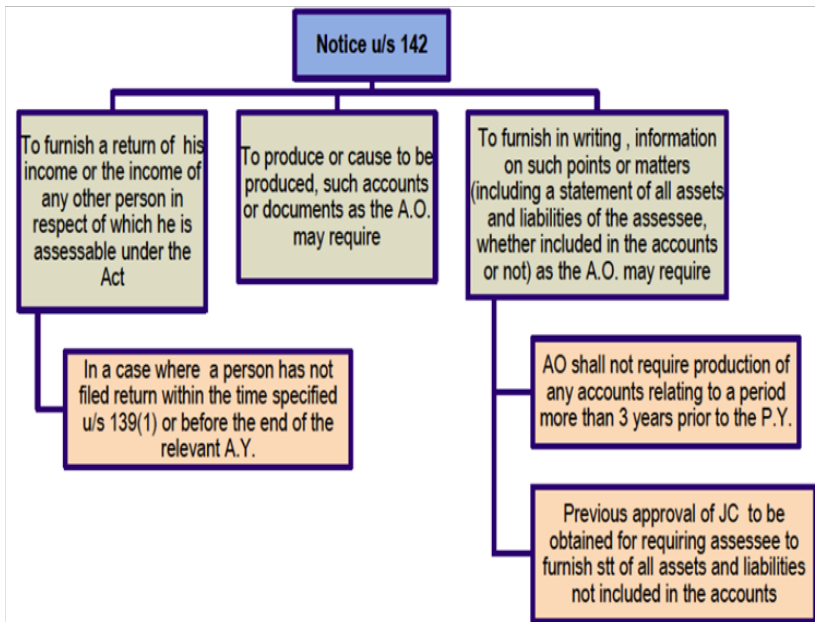 Notice u/s 142
To furnish a return of his
income or the income of
any other person in
respect of which he is
assessable under the
Act
To produce or cause to be
produced, such accounts
or documents as the A.O.
may require
To furnish in writing , information
on such points or matters
(including a statement of all assets
and liabilities of the assessee,
whether included in the accounts
or not) as the A.O. may require
In a case where a person has not
filed return within the time specified
u/s 139(1) or before the end of the
relevant A.Y.
AO shall not require production of
any accounts relating to a period
more than 3 years prior to the P.Y.
Previous approval of JC to be
obtained for requiring assessee to
furnish stt of all assets and liabilities
not included in the accounts